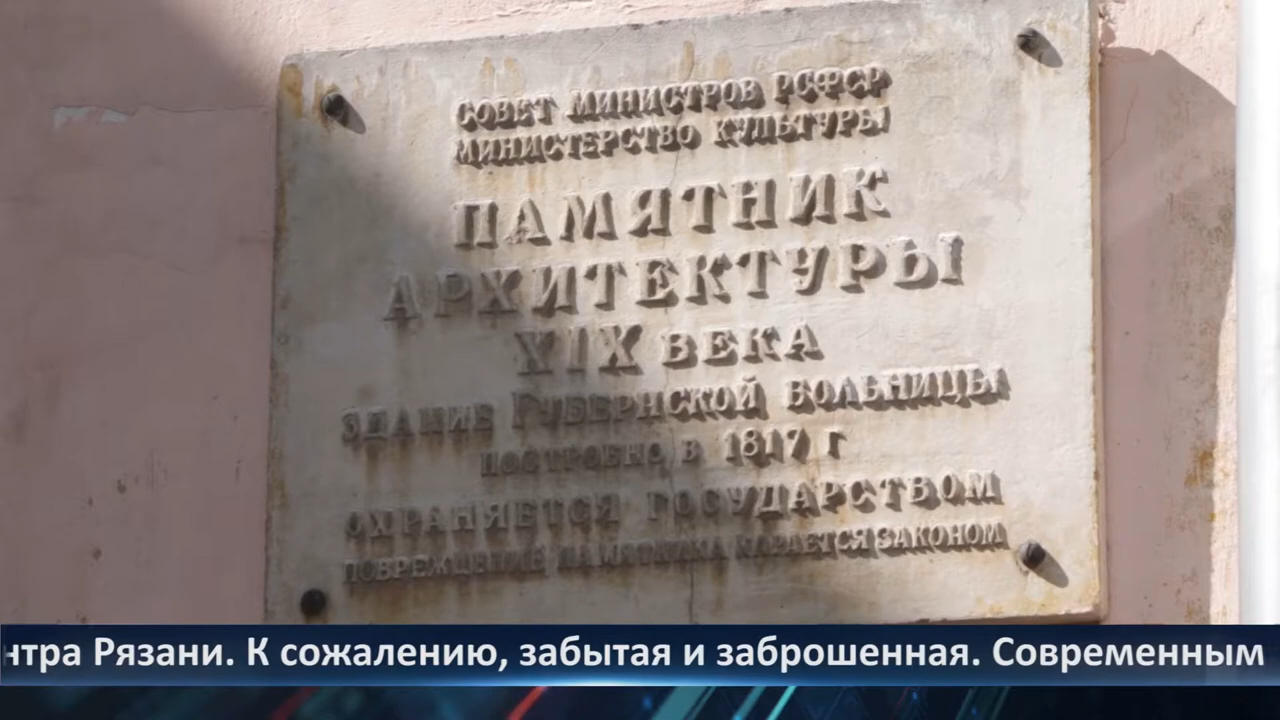 СОВЕТ МИНИСТРОВ РСФСР
МИНИСТЕРСТВО КУЛЬТУРЫ
ПАМЯТНИК
АРХИТЕКТУРЫ
XIX ВЕКА
ЗДАНИЕ ГУБЕРНСКОЙ БОЛЬНИЦЫ
ПОСТРОЕНО В 1817 Г
ОХРАНЯЕТСЯ ГОСУДАРСТВОМ
ПОВРЕЖДЕНИЕ ПАМЯТНИКА КАРАЕТСЯ ЗАКОНОМ
нтра Рязани. К сожалению, забытая и заброшенная. Современным